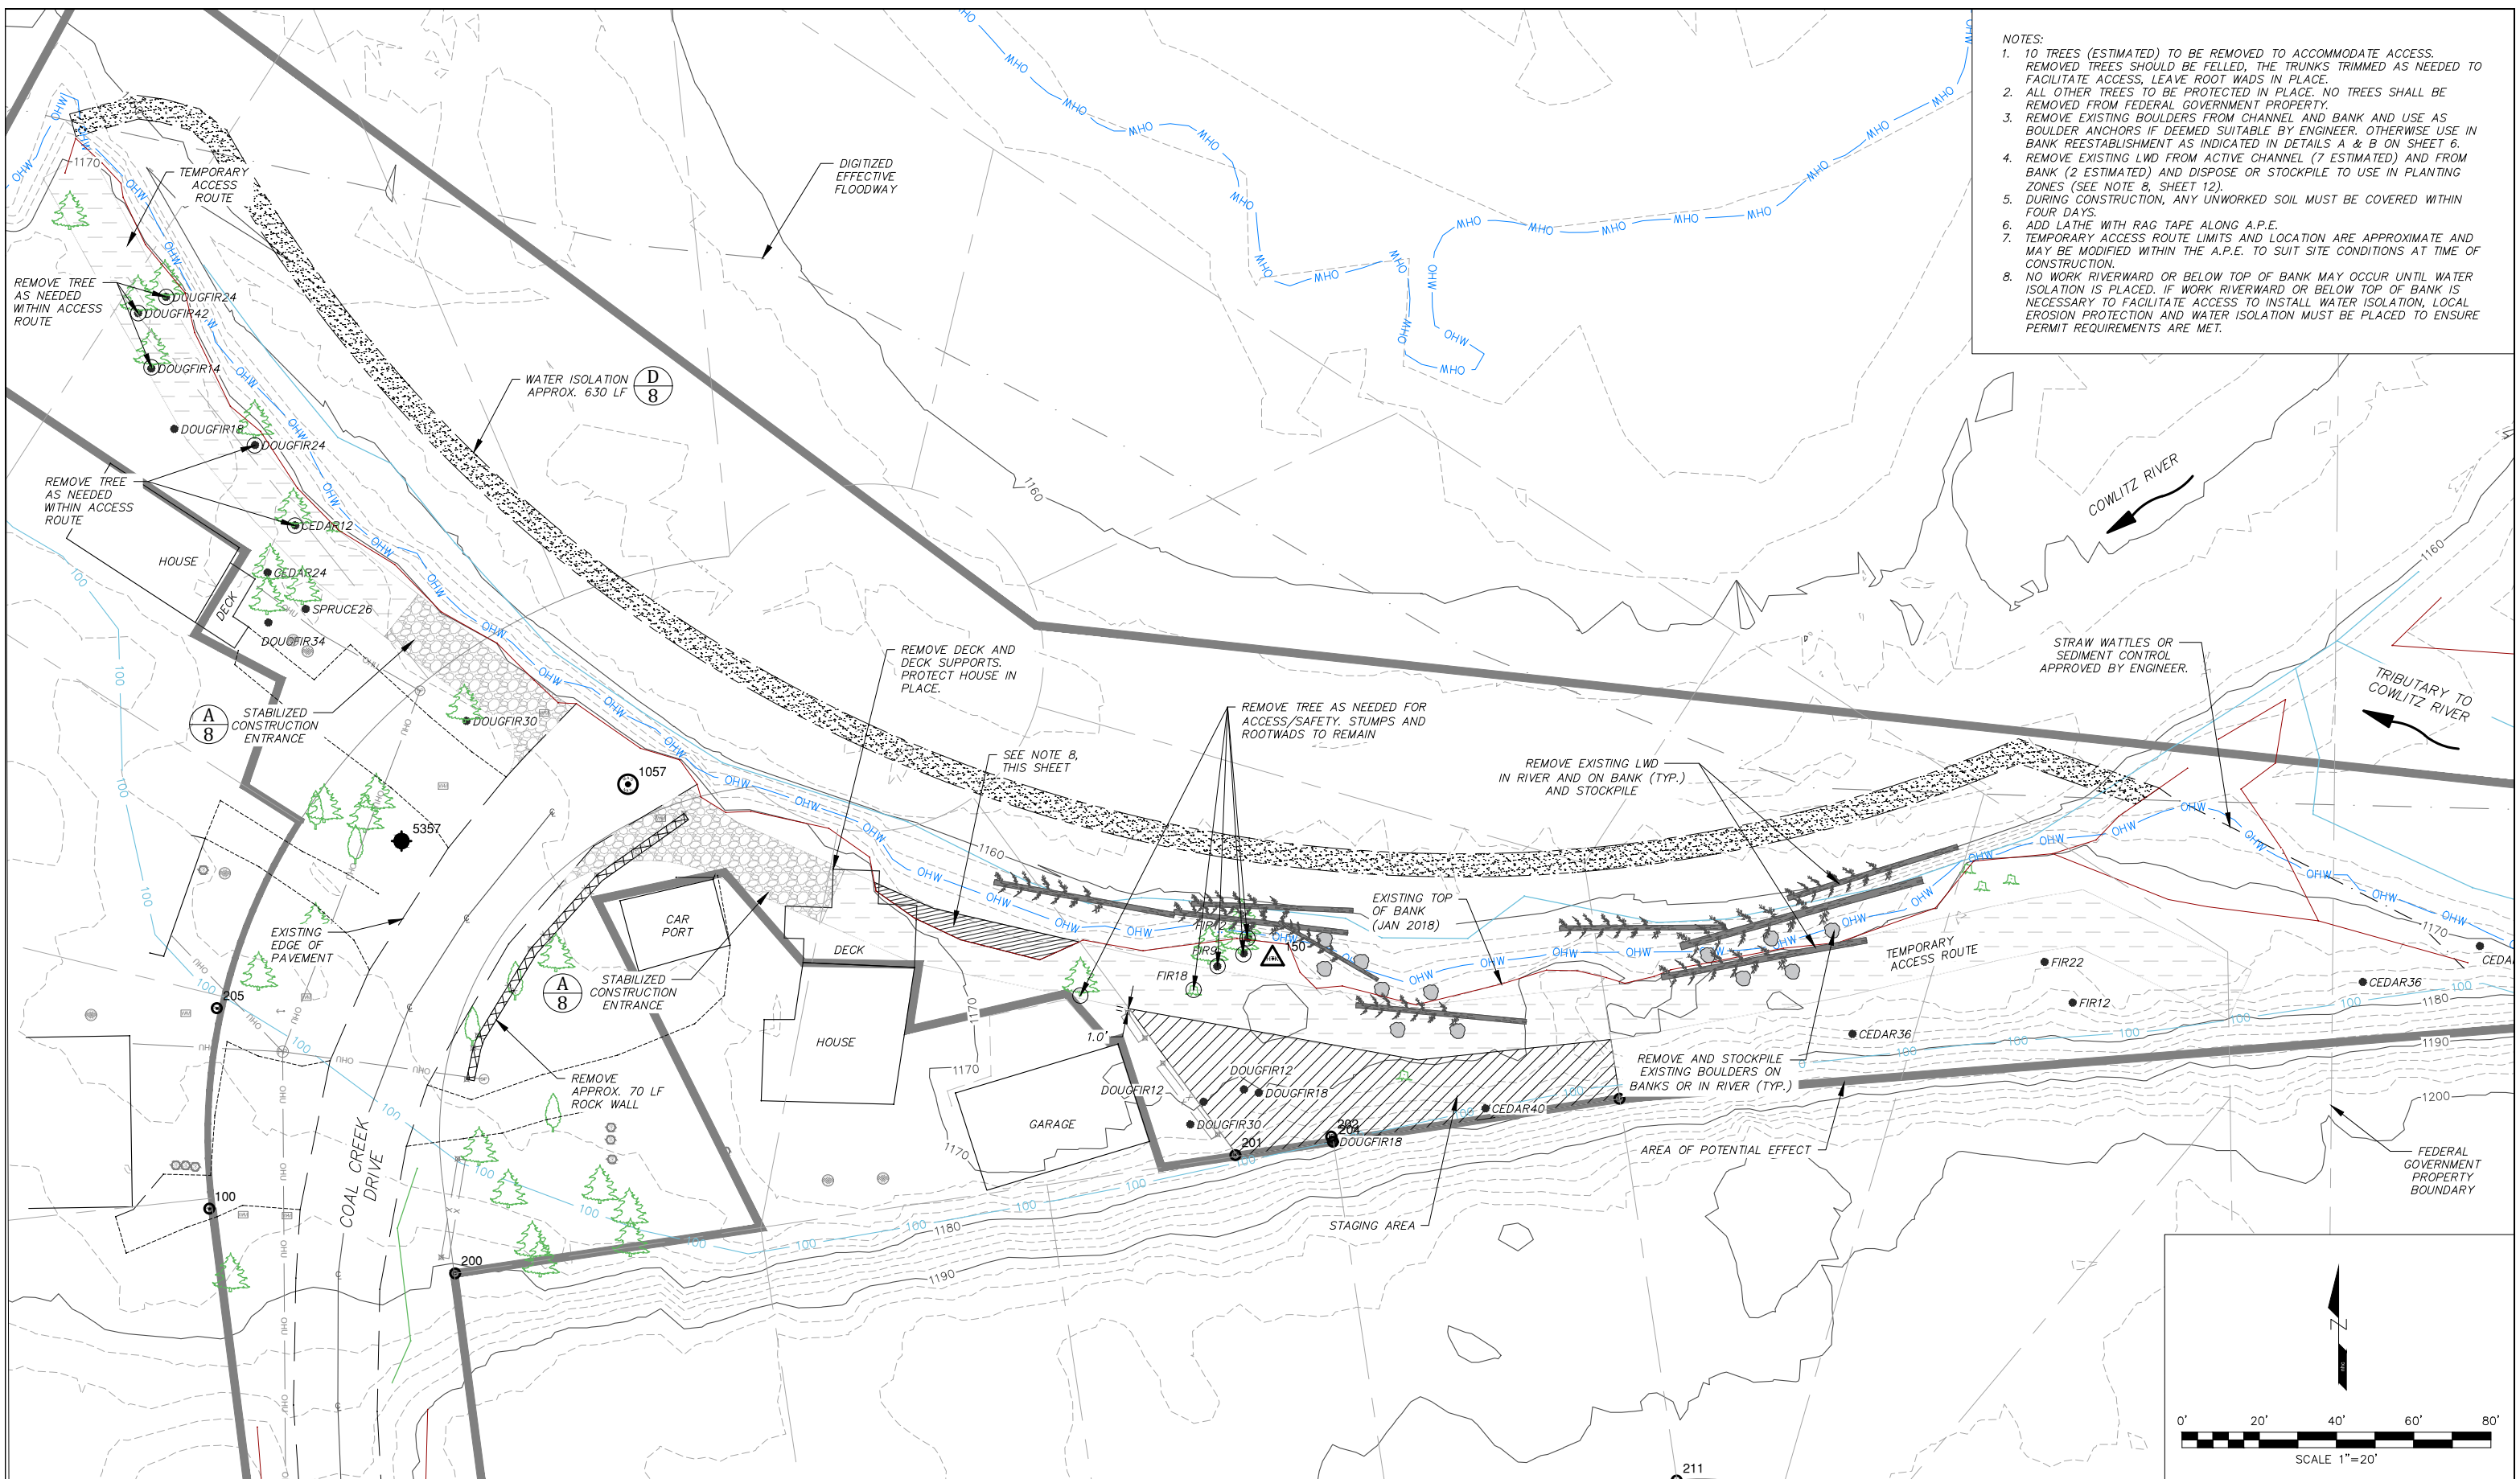 NOTES:
1. 10 TREES (ESTIMATED) TO BE REMOVED TO ACCOMMODATE ACCESS.
REMOVED TREES SHOULD BE FELLED, THE TRUNKS TRIMMED AS NEEDED TO
FACILITATE ACCESS, LEAVE ROOT WADS IN PLACE.
2. ALL OTHER TREES TO BE PROTECTED IN PLACE. NO TREES SHALL BE
REMOVED FROM FEDERAL GOVERNMENT PROPERTY.
3. REMOVE EXISTING BOULDERS FROM CHANNEL AND BANK AND USE AS
BOULDER ANCHORS IF DEEMED SUITABLE BY ENGINEER. OTHERWISE USE IN
BANK REESTABLISHMENT AS INDICATED IN DETAILS A & B ON SHEET 6.
4. REMOVE EXISTING LWD FROM ACTIVE CHANNEL (7 ESTIMATED) AND FROM
BANK (2 ESTIMATED) AND DISPOSE OR STOCKPILE TO USE IN PLANTING
ZONES (SEE NOTE 8, SHEET 12).
5. DURING CONSTRUCTION, ANY UNWORKED SOIL MUST BE COVERED WITHIN
FOUR DAYS.
6. ADD LATHE WITH RAG TAPE ALONG A.P.E.
7. TEMPORARY ACCESS ROUTE LIMITS AND LOCATION ARE APPROXIMATE AND
MAY BE MODIFIED WITHIN THE A.P.E. TO SUIT SITE CONDITIONS AT TIME OF
CONSTRUCTION.
8. NO WORK RIVERWARD OR BELOW TOP OF BANK MAY OCCUR UNTIL WATER
ISOLATION IS PLACED. IF WORK RIVERWARD OR BELOW TOP OF BANK IS
NECESSARY TO FACILITATE ACCESS TO INSTALL WATER ISOLATION, LOCAL
EROSION PROTECTION AND WATER ISOLATION MUST BE PLACED TO ENSURE
PERMIT REQUIREMENTS ARE MET.
1170
TEMPORARY
ACCESS
ROUTE
DIGITIZED
EFFECTIVE
FLOODWAY
REMOVE TREE
AS NEEDED
WITHIN ACCESS
ROUTE
DOUGFIR24
DOUGFIR42
DOUGFIR14
WATER ISOLATION
APPROX. 630 LF
D
8
DOUGFIR18
DOUGFIR24
REMOVE TREE
AS NEEDED
WITHIN ACCESS
ROUTE
CEDAR12
HOUSE
DECK
CEDAR24
SPRUCE26
DOUGFIR34
1160
COWLITZ RIVER
1160
STRAW WATTLES OR
SEDIMENT CONTROL
APPROVED BY ENGINEER.
TRIBUTARY TO
COWLITZ RIVER
A
8
STABILIZED
CONSTRUCTION
ENTRANCE
DOUGFIR30
REMOVE DECK AND
DECK SUPPORTS.
PROTECT HOUSE IN
PLACE.
REMOVE TREE AS NEEDED FOR
ACCESS/SAFETY. STUMPS AND
ROOTWADS TO REMAIN
SEE NOTE 8,
THIS SHEET
REMOVE EXISTING LWD
IN RIVER AND ON BANK (TYP.)
AND STOCKPILE
1057
5357
1160
EXISTING
EDGE OF
PAVEMENT
CAR
PORT
DECK
EXISTING TOP
OF BANK
(JAN 2018)
FIR12
FIR9
FIR18
150
TEMPORARY
ACCESS ROUTE
FIR22
FIR12
CEDAR36
CEDAR36
1170
1180
1190
1200
A
8
STABILIZED
CONSTRUCTION
ENTRANCE
205
HOUSE
1170
1.0'
REMOVE
APPROX. 70 LF
ROCK WALL
GARAGE
1170
1170
DOUGFIR12
DOUGFIR12
DOUGFIR18
DOUGFIR30
CEDAR40
REMOVE AND STOCKPILE
EXISTING BOULDERS ON
BANKS OR IN RIVER (TYP.)
201
202
204
DOUGFIR18
AREA OF POTENTIAL EFFECT
FEDERAL
GOVERNMENT
PROPERTY
BOUNDARY
STAGING AREA
COAL CREEK
DRIVE
100
200
1180
1190
211
N
nhc
0' 20' 40' 60' 80'
SCALE 1"=20'